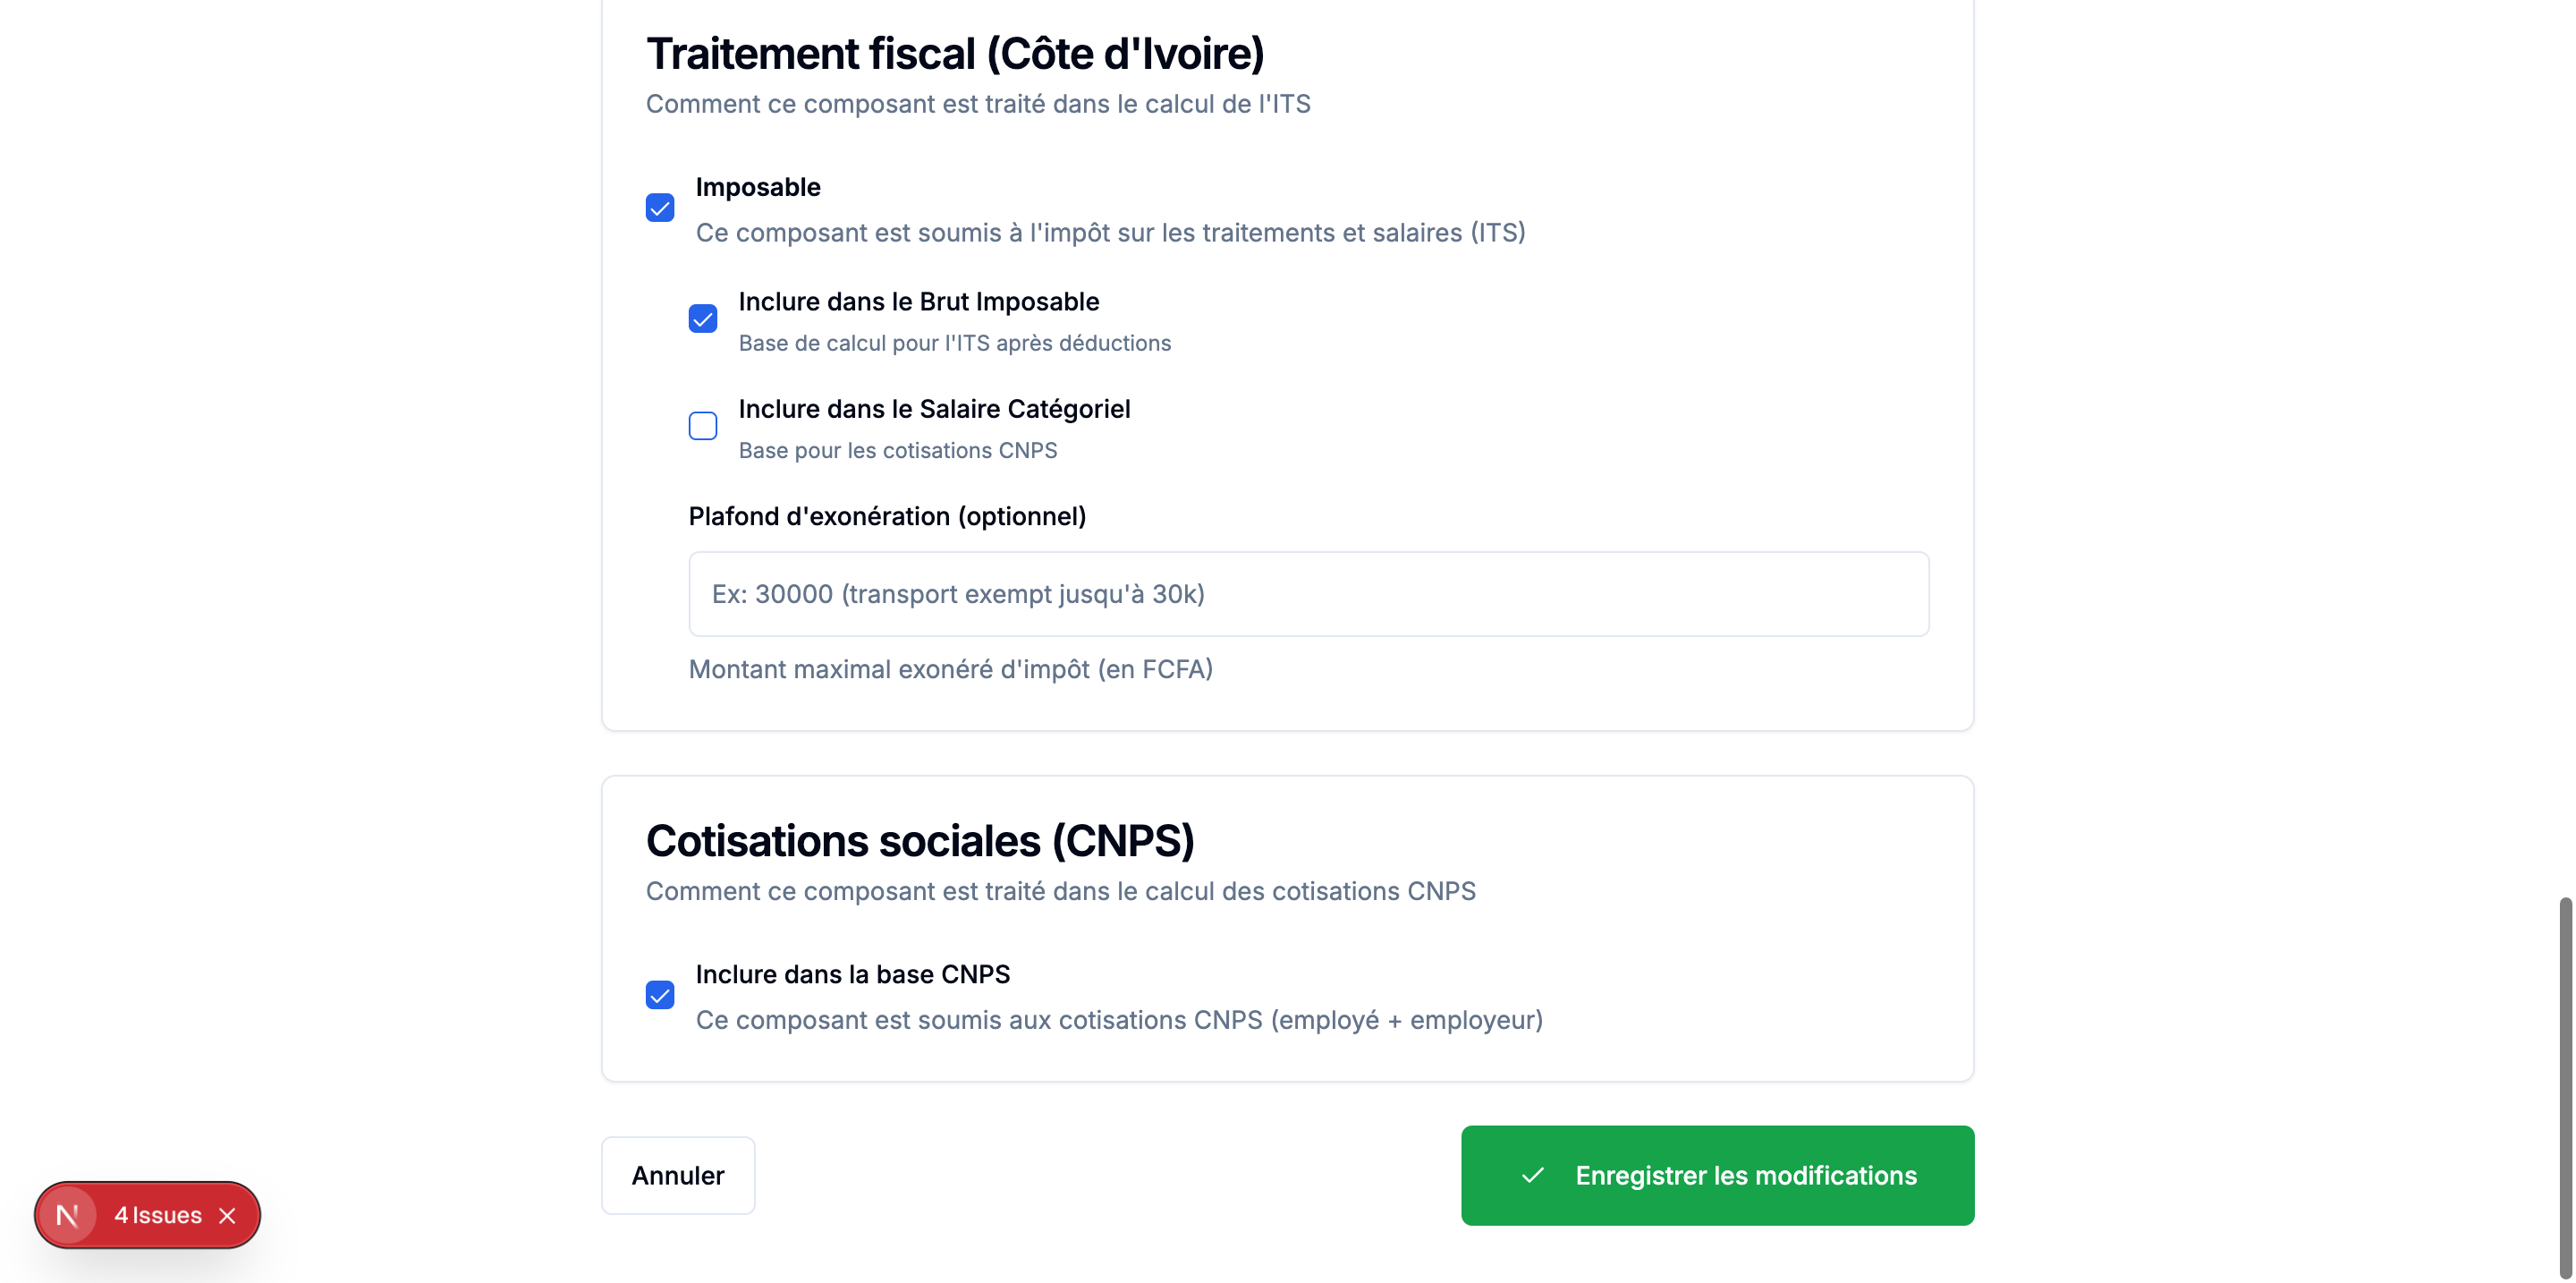 Traitement fiscal (Côte d'Ivoire)
Comment ce composant est traité dans le calcul de l'ITS
Imposable
Ce composant est soumis à l'impôt sur les traitements et salaires (ITS)
Inclure dans le Brut Imposable
Base de calcul pour l'ITS après déductions
Inclure dans le Salaire Catégoriel
Base pour les cotisations CNPS
Plafond d'exonération (optionnel)
Ex: 30000 (transport exempt jusqu'à 30k)
Montant maximal exonéré d'impôt (en FCFA)
Cotisations sociales (CNPS)
Comment ce composant est traité dans le calcul des cotisations CNPS
Inclure dans la base CNPS
Ce composant est soumis aux cotisations CNPS (employé + employeur)
Annuler
Enregistrer les modifications
N 4 Issues